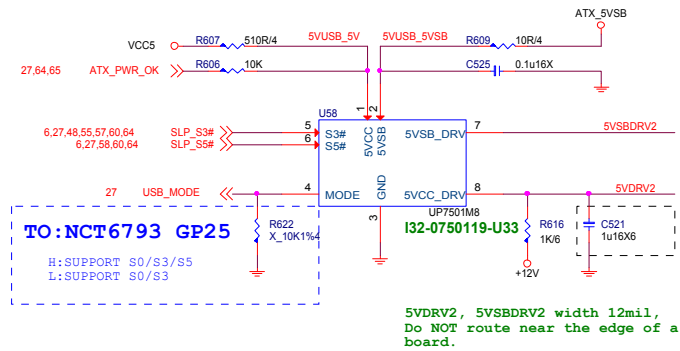 ATX_5VSB
VCC5 R607 510R/4 5VUSB_5V 5VUSB_5VSB R609 10R/4
27,64,65 ATX_PWR_OK R606 10K C525 0.1u16X
U58
1 2
5VCC 5VSB
6,27,48,55,57,60,64 SLP_S3# 5 S3# 5VSB_DRV 7 5VSBDRV2
6,27,58,60,64 SLP_S5# 6 S5#
27 USB_MODE 4 MODE GND 5VCC_DRV 8 5VDRV2
3
UP7501M8
I32-0750119-U33
R622
X_10K1%4
R616
1K/6
C521
1u16X6
+12V
TO:NCT6793 GP25
H:SUPPORT S0/S3/S5
L:SUPPORT S0/S3
5VDRV2, 5VSBDRV2 width 12mil,
Do NOT route near the edge of a
board.